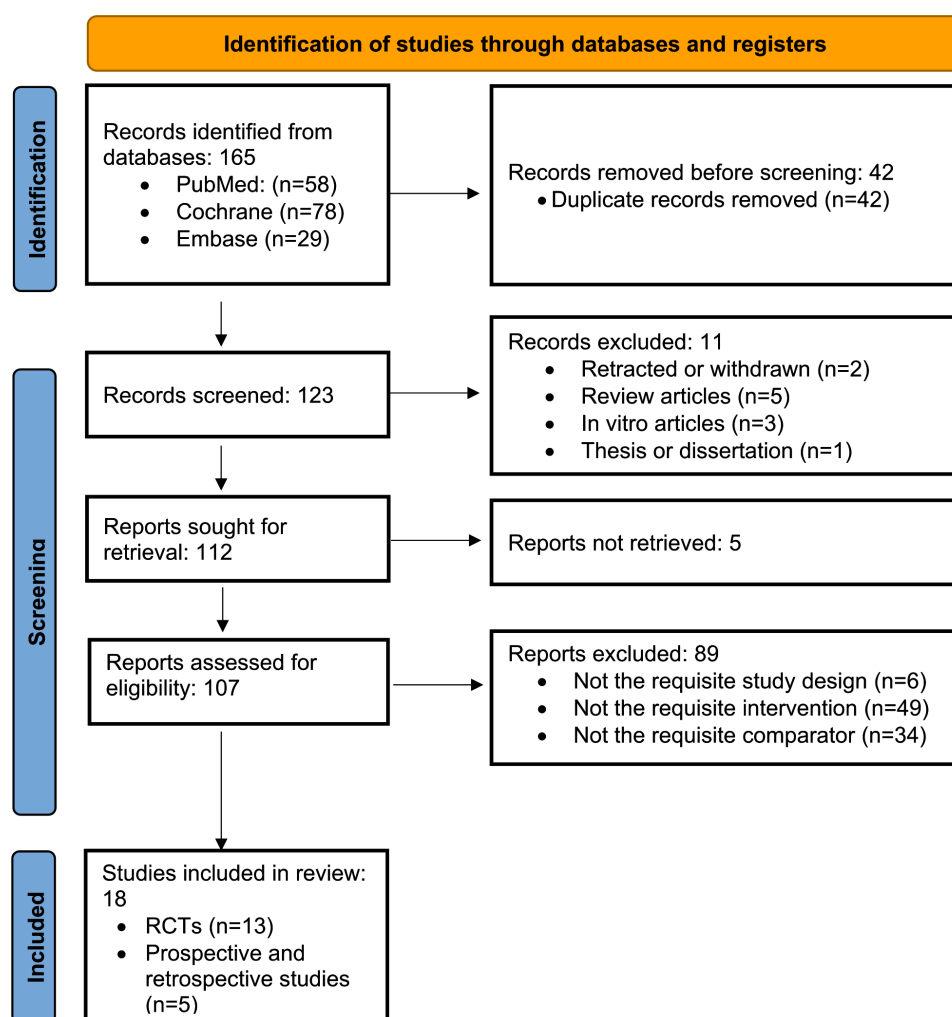 Identification of studies through databases and registers
Identification
Records identified from
databases: 165
• PubMed: (n=58)
• Cochrane (n=78)
• Embase (n=29)
Records removed before screening: 42
• Duplicate records removed (n=42)
Screening
Records screened: 123
Records excluded: 11
• Retracted or withdrawn (n=2)
• Review articles (n=5)
• In vitro articles (n=3)
• Thesis or dissertation (n=1)
Reports sought for
retrieval: 112
Reports not retrieved: 5
Reports assessed for
eligibility: 107
Reports excluded: 89
• Not the requisite study design (n=6)
• Not the requisite intervention (n=49)
• Not the requisite comparator (n=34)
Included
Studies included in review:
18
• RCTs (n=13)
• Prospective and
retrospective studies
(n=5)